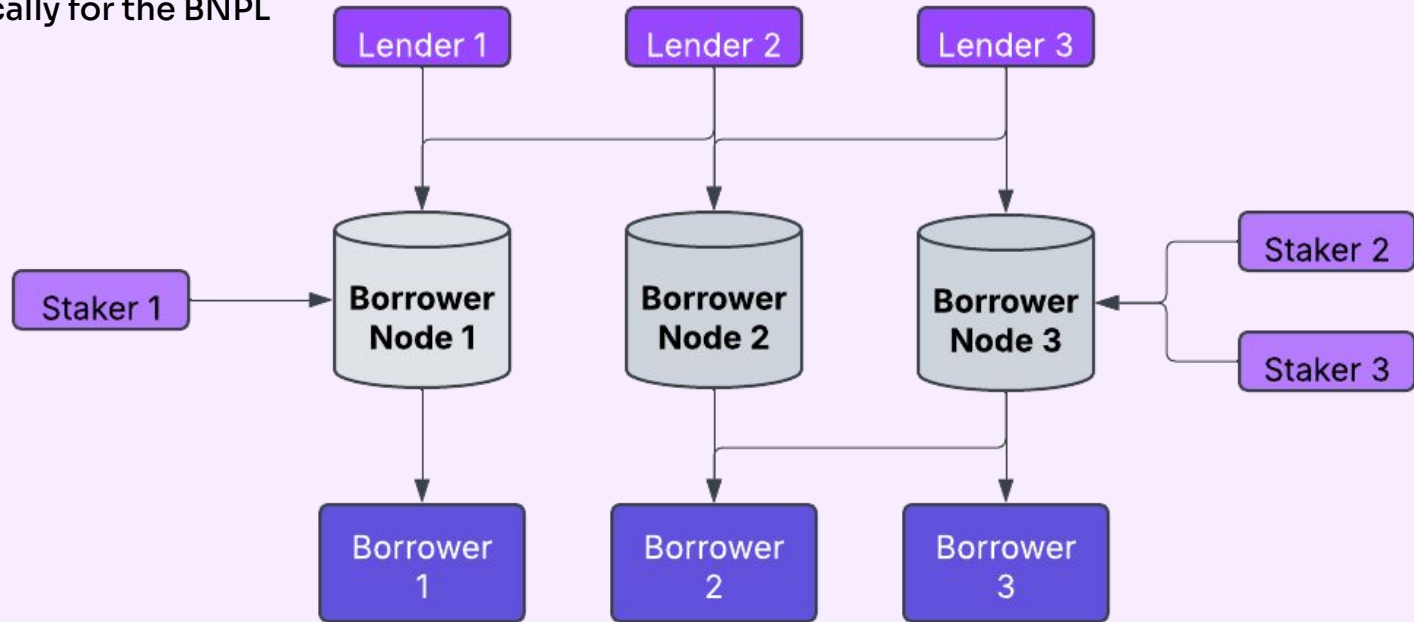 cally for the BNPL
Lender 1
Lender 2
Lender 3
Staker 1
Borrower
Node 1
Borrower
Node 2
Borrower
Node 3
Staker 2
Staker 3
Borrower
1
Borrower
2
Borrower
3